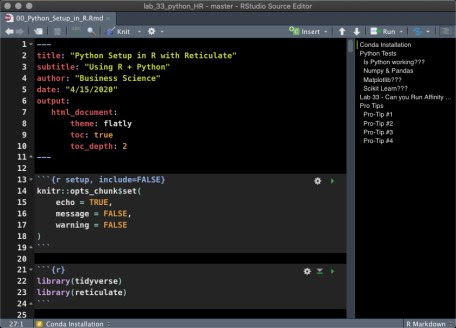 lab_33_python_HR - master - RStudio Source Editor
00_Python_Setup_in_R.Rmd
Knit
Insert
Run
1 ---
2 title: "Python Setup in R with Reticulate"
3 subtitle: "Using R + Python"
4 author: "Business Science"
5 date: "4/15/2020"
6 output:
7 html_document:
8 theme: flatly
9 toc: true
10 toc_depth: 2
11 ---
12
13 ```{r setup, include=FALSE}
14 knitr::opts_chunk$set(
15 echo = TRUE,
16 message = FALSE,
17 warning = FALSE
18 )
19 ```
20
21 ```{r}
22 library(tidyverse)
23 library(reticulate)
24 ```
25
Conda Installation
Python Tests
Is Python working???
Numpy & Pandas
Matplotlib???
Scikit Learn???
Lab 33 - Can you Run Affinity ...
Pro Tips
Pro-Tip #1
Pro-Tip #2
Pro-Tip #3
Pro-Tip #4
27:1
Conda Installation
R Markdown